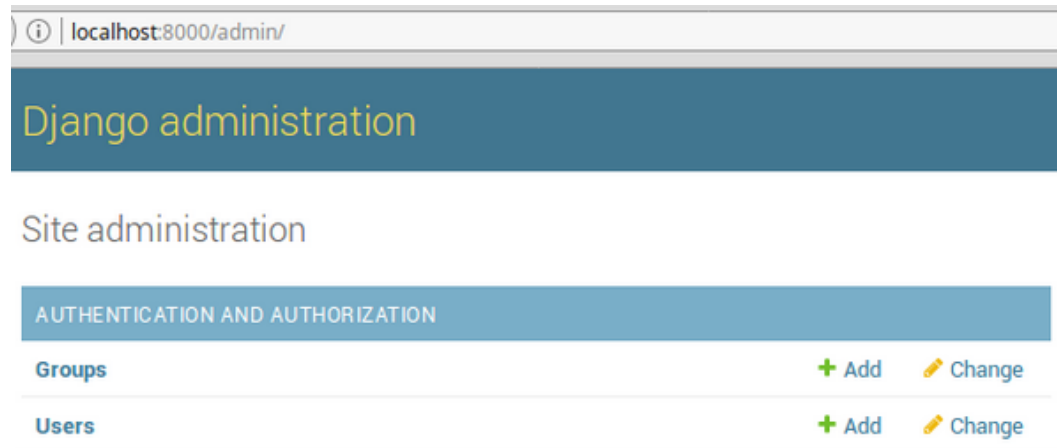 localhost:8000/admin/
Django administration
Site administration
AUTHENTICATION AND AUTHORIZATION
Groups Add Change
Users Add Change